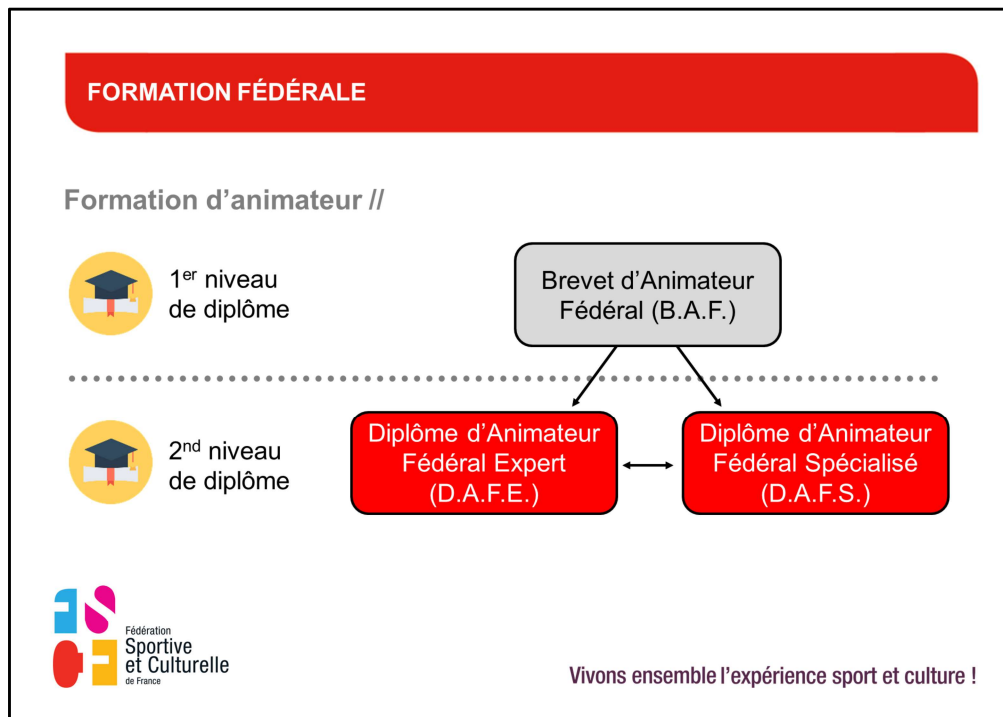 FORMATION FÉDÉRALE
Formation d’animateur //
1er niveau
de diplôme
Brevet d’Animateur
Fédéral (B.A.F.)
2nd niveau
de diplôme
Diplôme d’Animateur
Fédéral Expert
(D.A.F.E.)
Diplôme d’Animateur
Fédéral Spécialisé
(D.A.F.S.)
FSCF
Fédération
Sportive
et Culturelle
de France
Vivons ensemble l’expérience sport et culture !